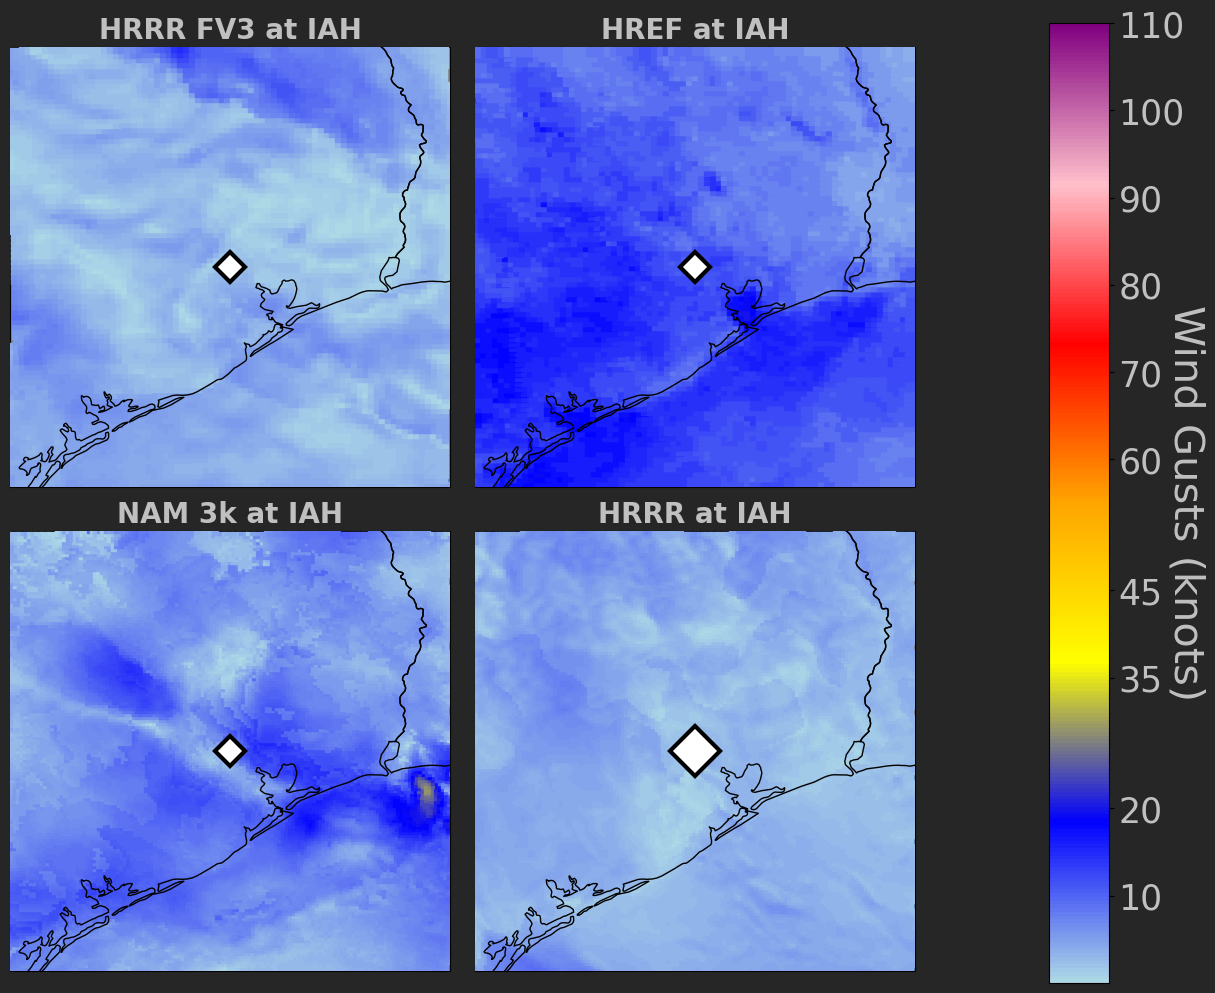 HRRR FV3 at IAH
HREF at IAH
NAM 3k at IAH
HRRR at IAH
110
100
90
80
70
60
45
35
20
10
Wind Gusts (knots)